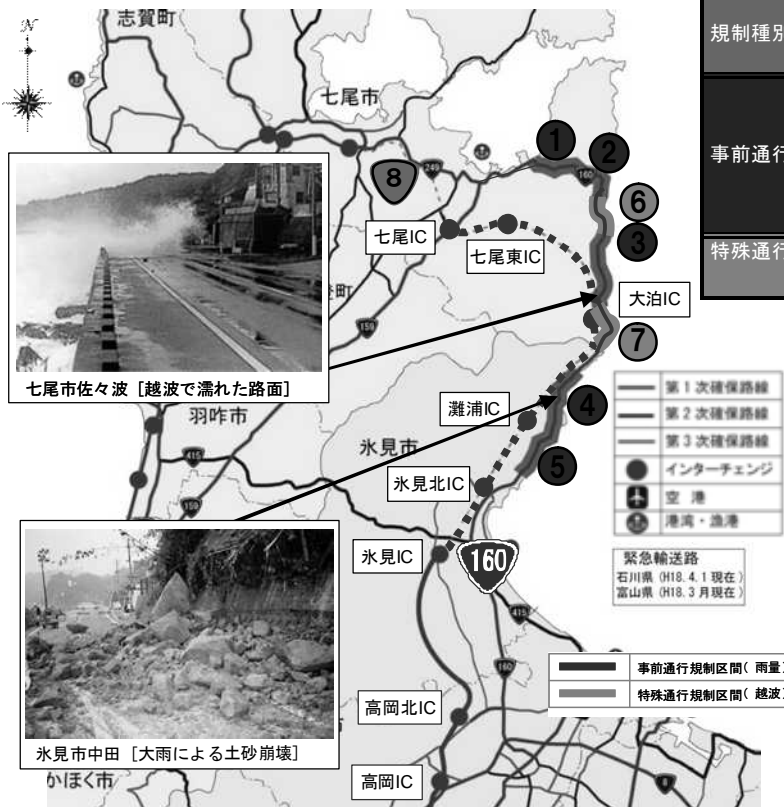 N
志賀町
七尾市
規制種別
事前通行
特殊通行
1
2
160
8
249
6
3
七尾IC
七尾東IC
大泊IC
7
159
七尾市佐々波［越波で濡れた路面］
羽咋市
灘浦IC
4
415
氷見市
159
氷見北IC
5
氷見IC
160
415
第1次確保路線
第2次確保路線
第3次確保路線
インターチェンジ
空港
港湾・漁港
緊急輸送路
石川県（H18.4.1現在）
富山県（H18.3月現在）
160
事前通行規制区間（雨量
特殊通行規制区間（越波
高岡北IC
氷見市中田［大雨による土砂崩壊］
かほく市
高岡IC
8